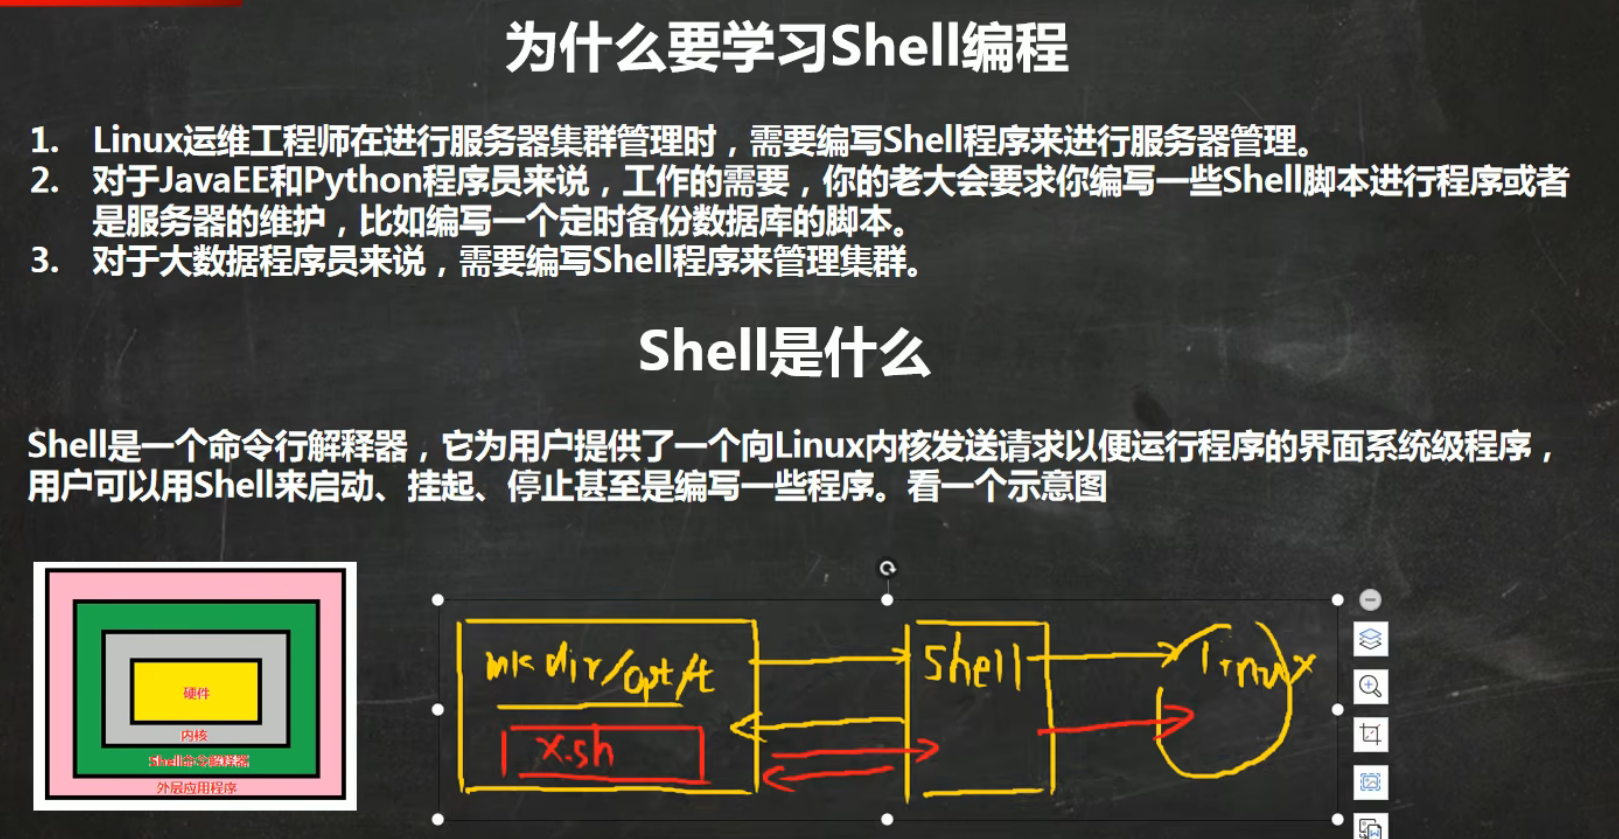 为什么要学习Shell编程
1. Linux运维工程师在进行服务器集群管理时，需要编写Shell程序来进行服务器管理。
2. 对于JavaEE和Python程序员来说，工作的需要，你的老大会要求你编写一些Shell脚本进行程序或者
是服务器的维护，比如编写一个定时备份数据库的脚本。
3. 对于大数据程序员来说，需要编写Shell程序来管理集群。
Shell是什么
Shell是一个命令行解释器，它为用户提供了一个向Linux内核发送请求以便运行程序的界面系统级程序，
用户可以用Shell来启动、挂起、停止甚至是编写一些程序。看一个示意图
硬件
内核
Shell命令解释器
外层应用程序
mkdir/opt/t
x.sh
shell
linux